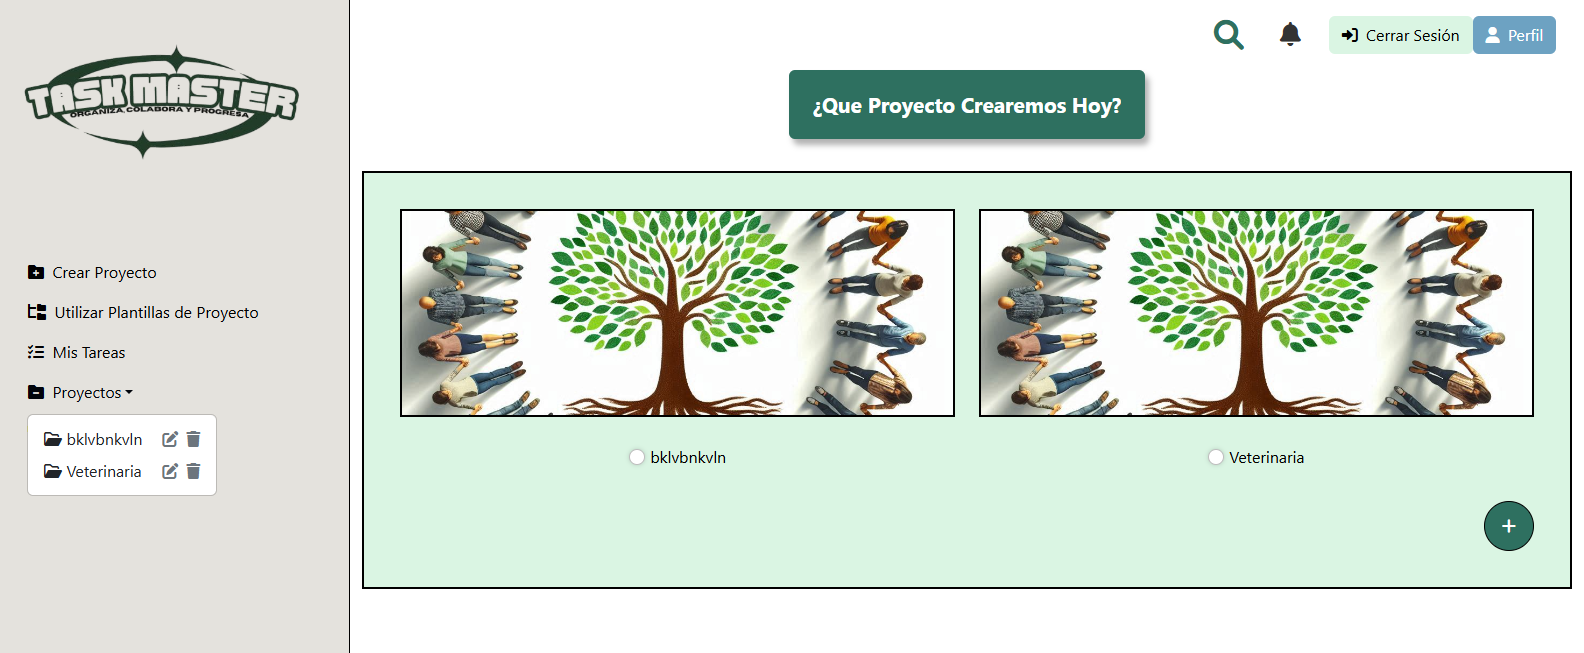 TASK MASTER
ORGANIZA, COLABORA Y PROGRESA
Crear Proyecto
Utilizar Plantillas de Proyecto
Mis Tareas
Proyectos
bklvbnkvln
Veterinaria
Cerrar Sesión
Perfil
¿Que Proyecto Crearemos Hoy?
bklvbnkvln
Veterinaria
+